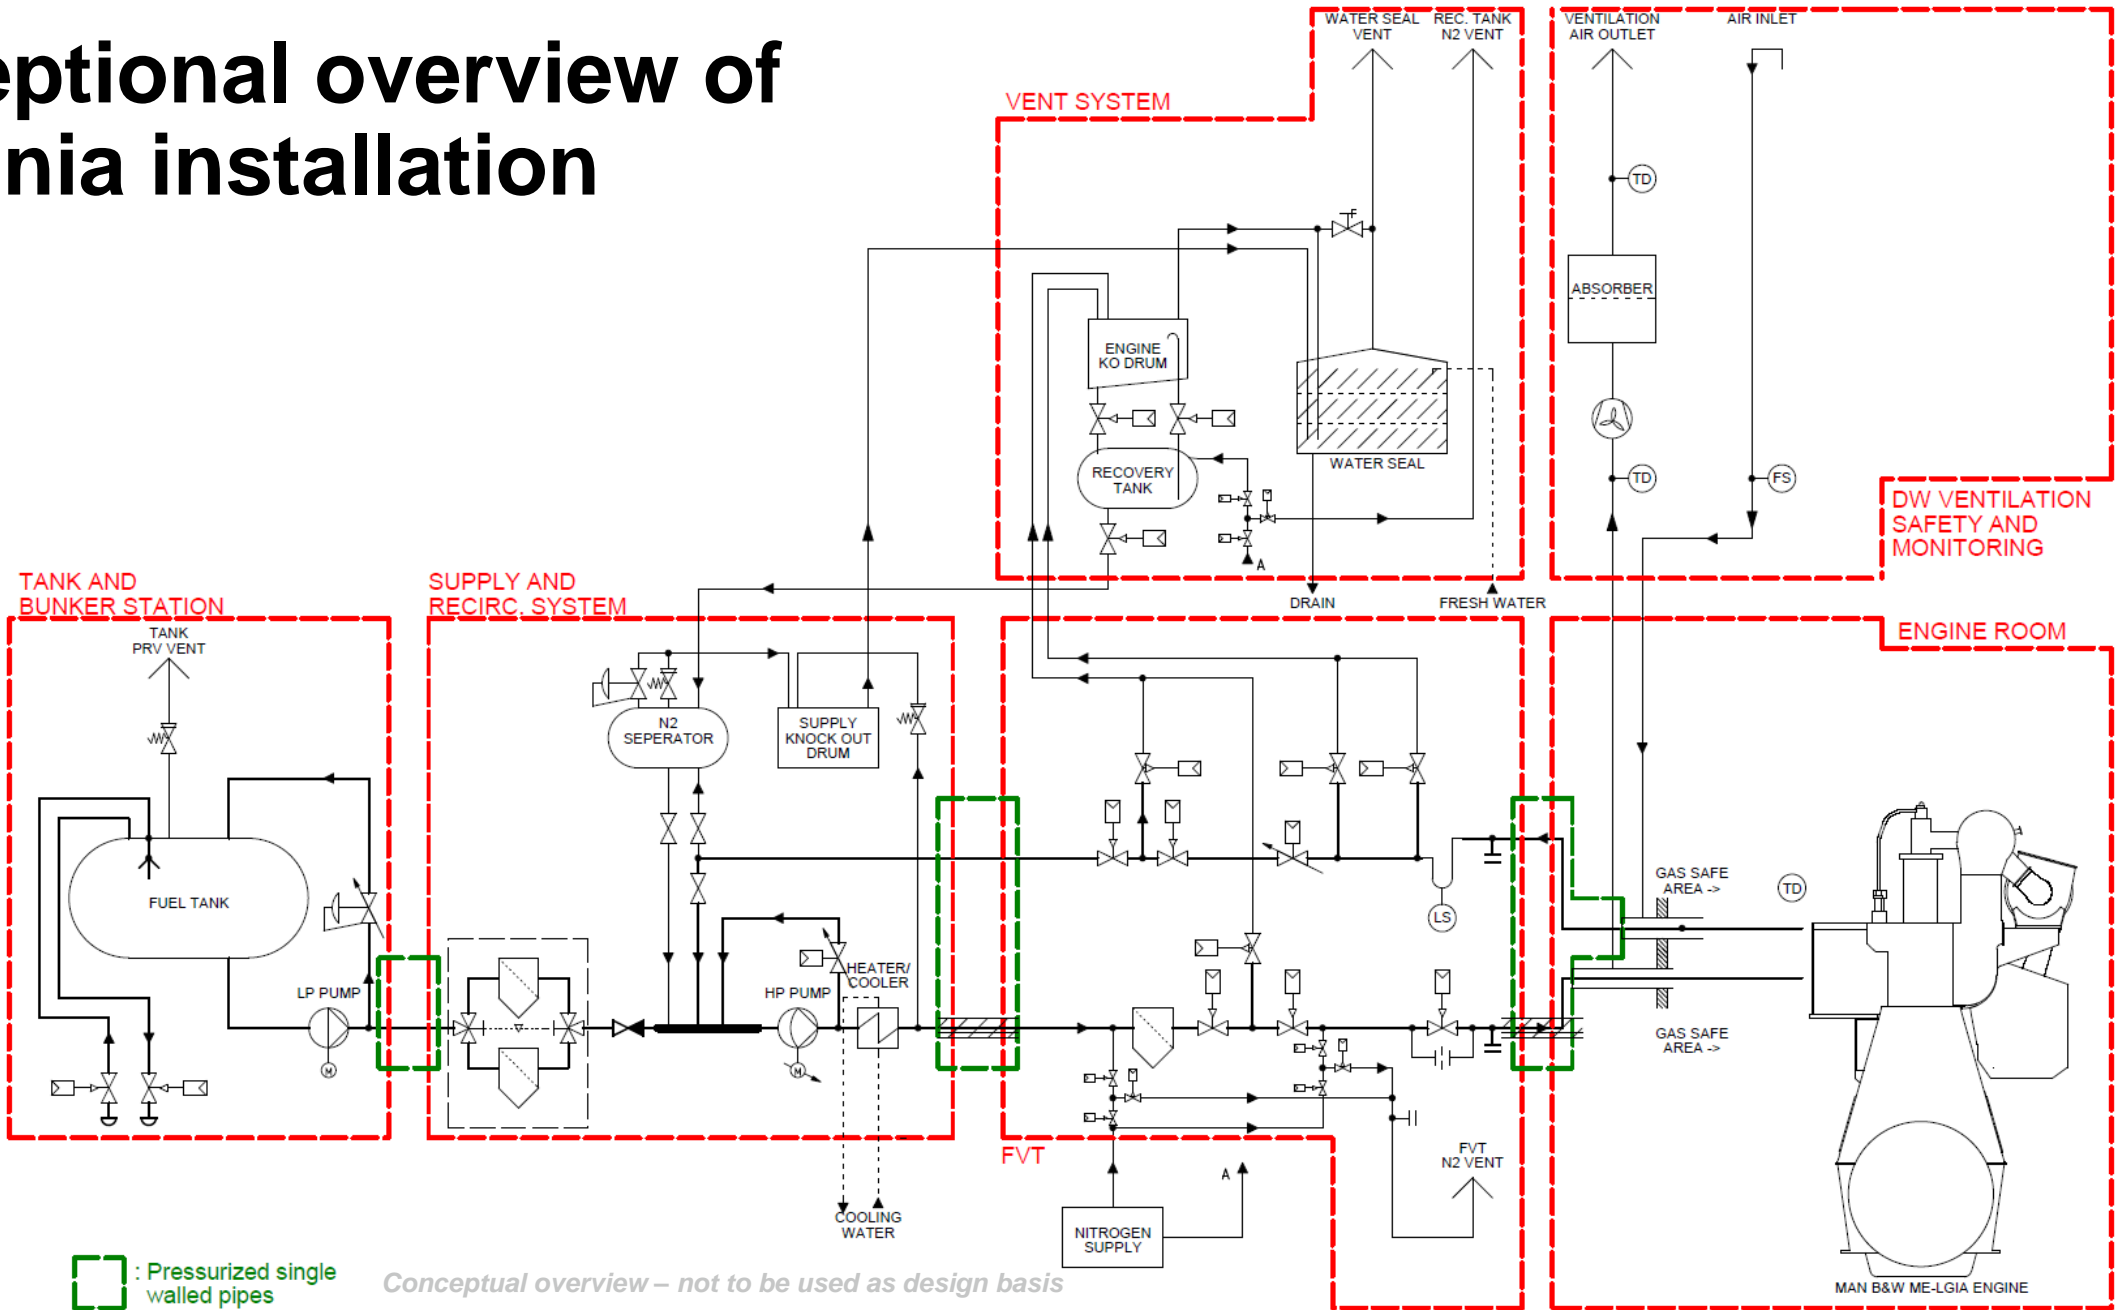 eptional overview of
nia installation
WATER SEAL
VENT
REC. TANK
N2 VENT
VENTILATION
AIR OUTLET
AIR INLET
VENT SYSTEM
TD
ABSORBER
ENGINE
KO DRUM
RECOVERY
TANK
WATER SEAL
A
TD
FS
DW VENTILATION
SAFETY AND
MONITORING
DRAIN
FRESH WATER
TANK AND
BUNKER STATION
SUPPLY AND
RECIRC. SYSTEM
ENGINE ROOM
TANK
PRV VENT
N2
SEPERATOR
SUPPLY
KNOCK OUT
DRUM
FUEL TANK
LP PUMP
M
HP PUMP
M
HEATER/
COOLER
LS
GAS SAFE
AREA ->
TD
GAS SAFE
AREA ->
FVT
FVT
N2 VENT
A
COOLING
WATER
NITROGEN
SUPPLY
MAN B&W ME-LGIA ENGINE
: Pressurized single
walled pipes
Conceptual overview – not to be used as design basis